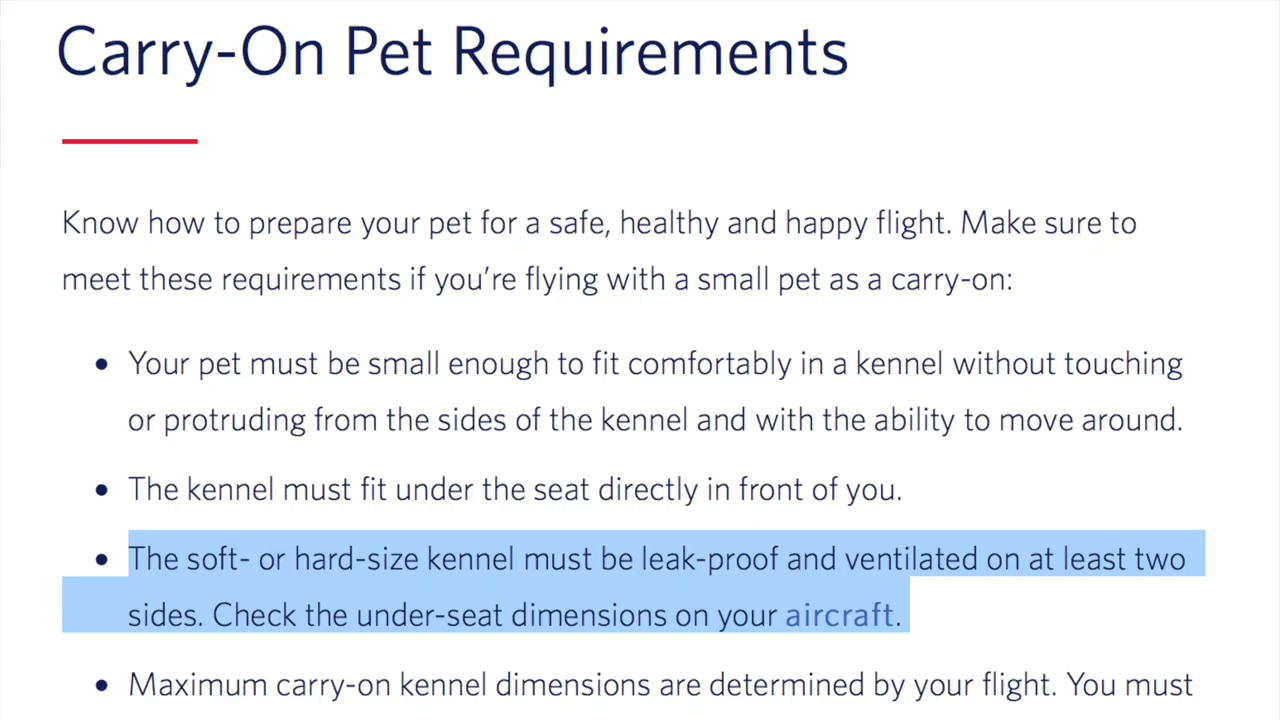 Carry-On Pet Requirements
Know how to prepare your pet for a safe, healthy and happy flight. Make sure to
meet these requirements if you’re flying with a small pet as a carry-on:
• Your pet must be small enough to fit comfortably in a kennel without touching
or protruding from the sides of the kennel and with the ability to move around.
• The kennel must fit under the seat directly in front of you.
• The soft- or hard-size kennel must be leak-proof and ventilated on at least two
sides. Check the under-seat dimensions on your aircraft.
• Maximum carry-on kennel dimensions are determined by your flight. You must